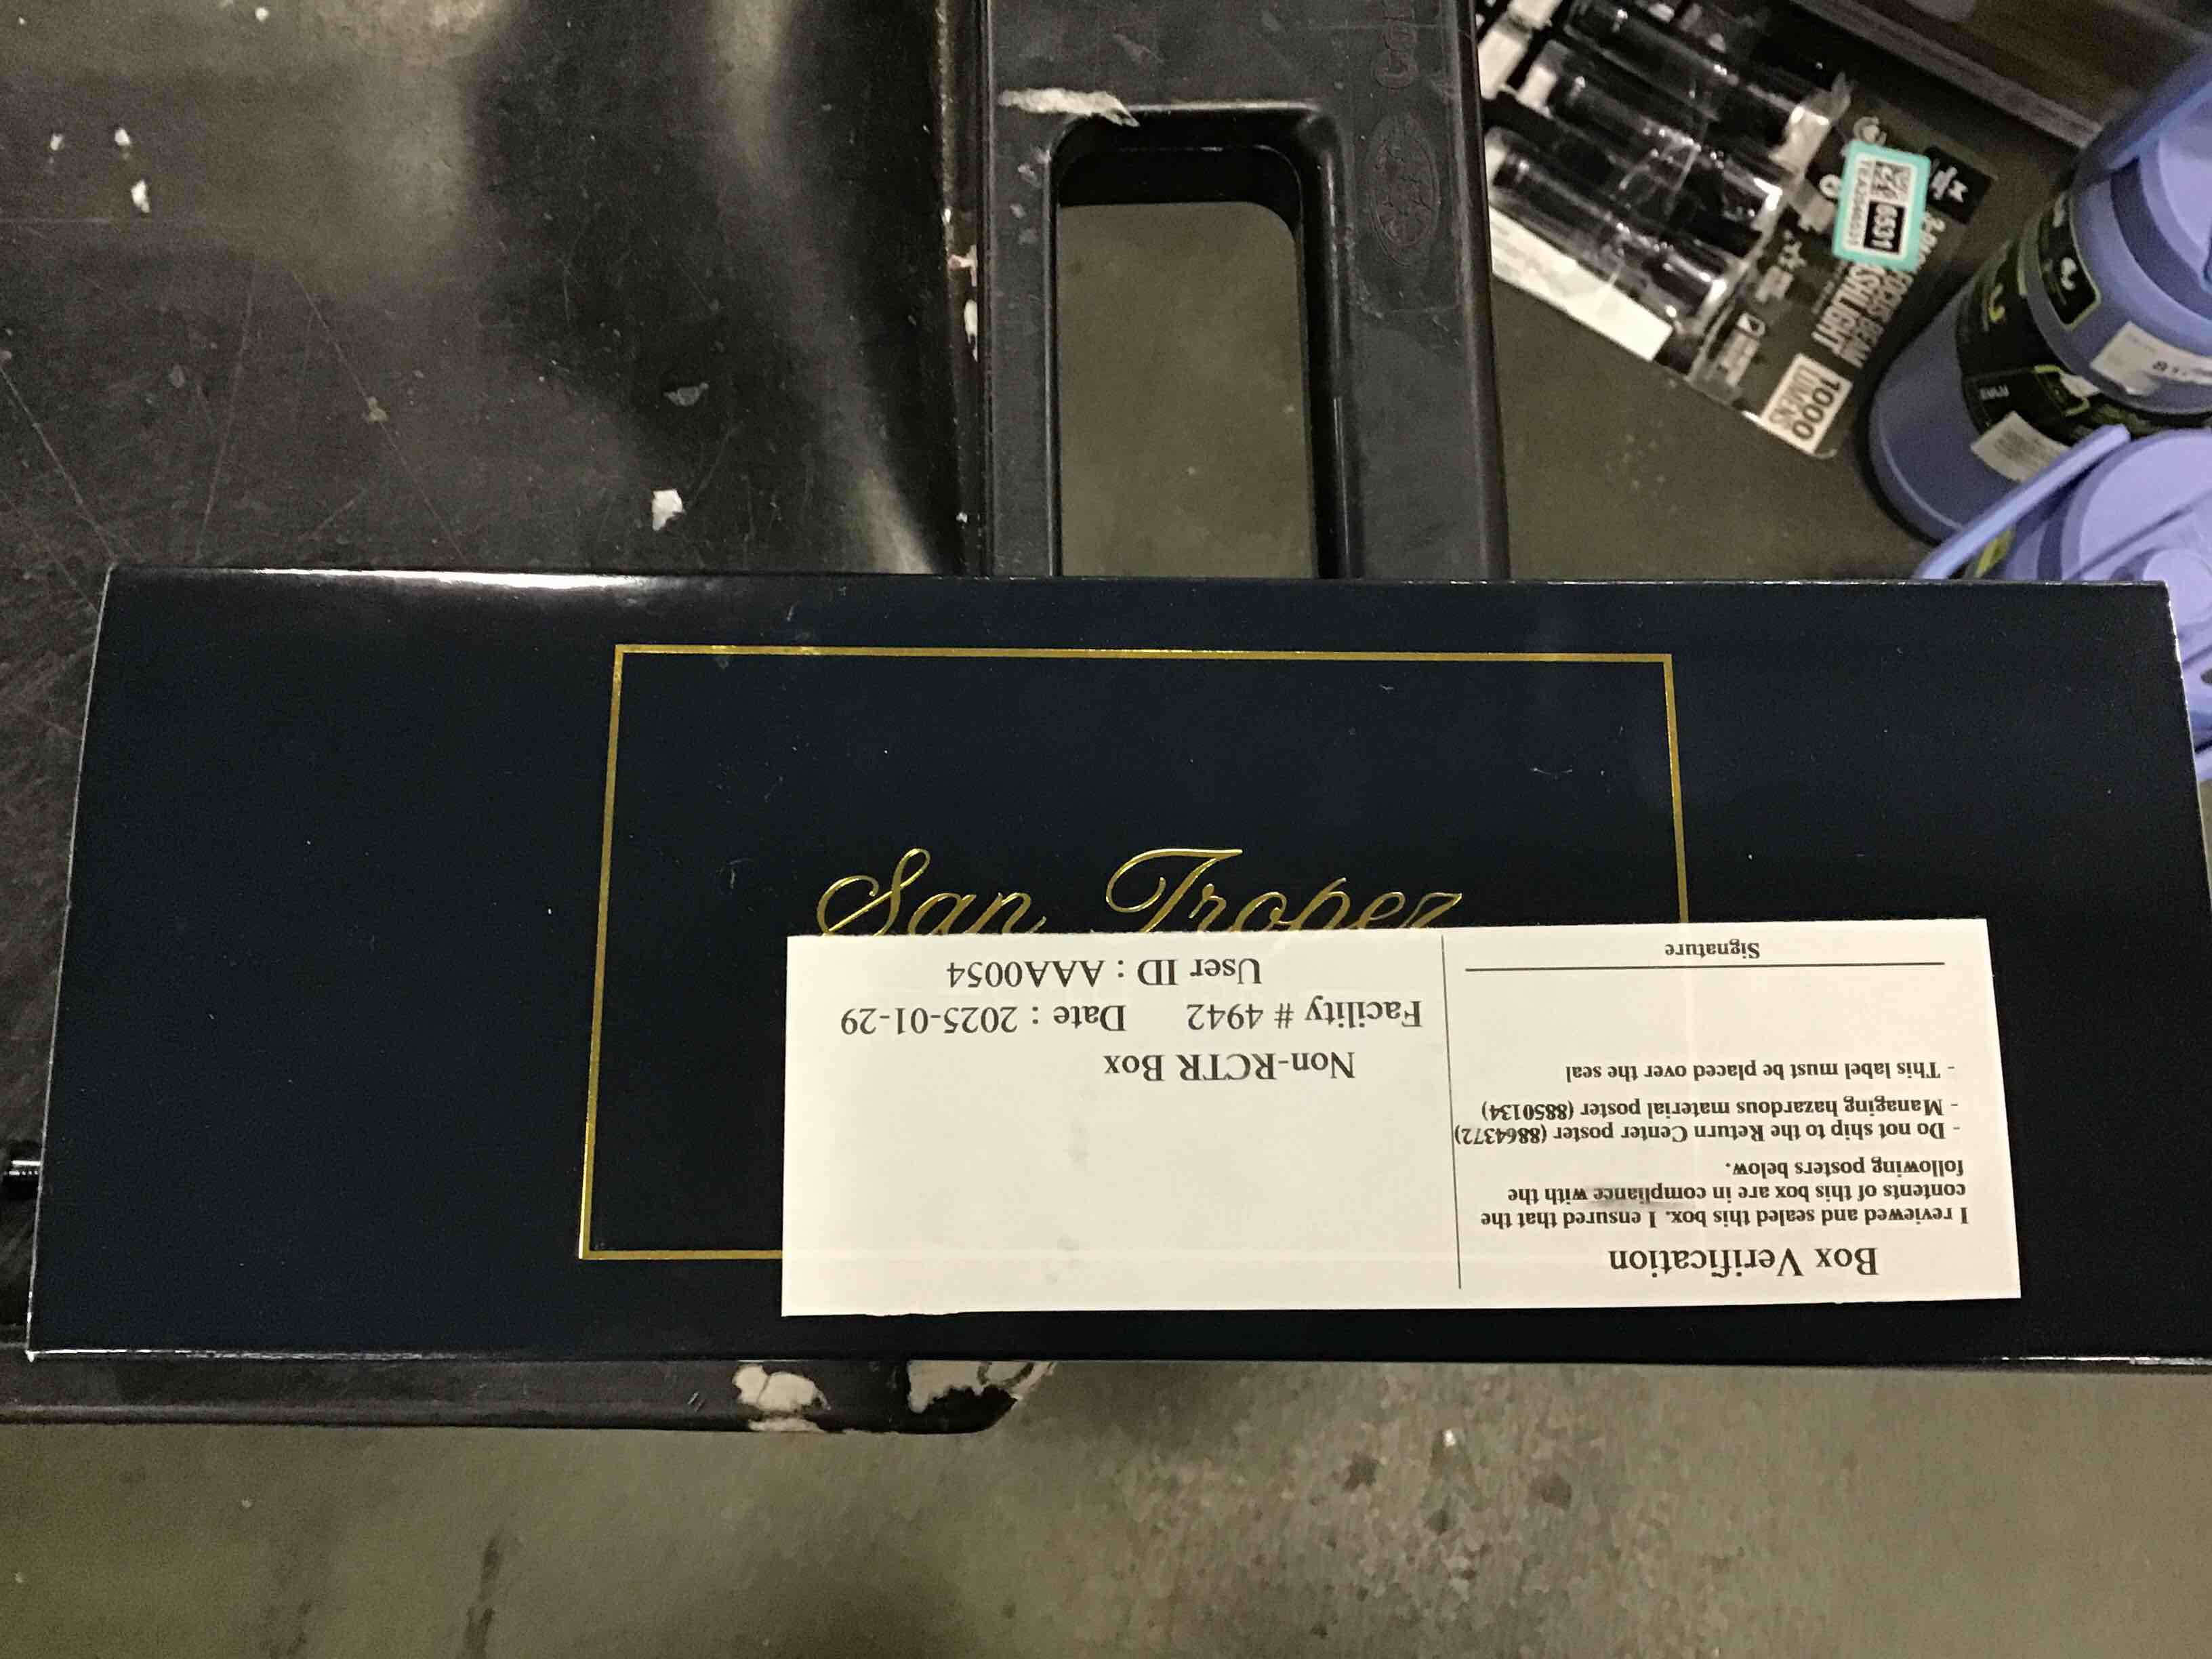 San Tropez
Box Verification
I reviewed and sealed this box. I ensured that the
contents of this box are in compliance with the
following posters below.
- Do not ship to the Return Center poster (8864372)
- Managing hazardous material poster (8850134)
- This label must be placed over the seal
Signature
Non-RCTR Box
Facility # 4942 Date : 2025-01-29
User ID : AAA0054
1000
LUMENS
6531